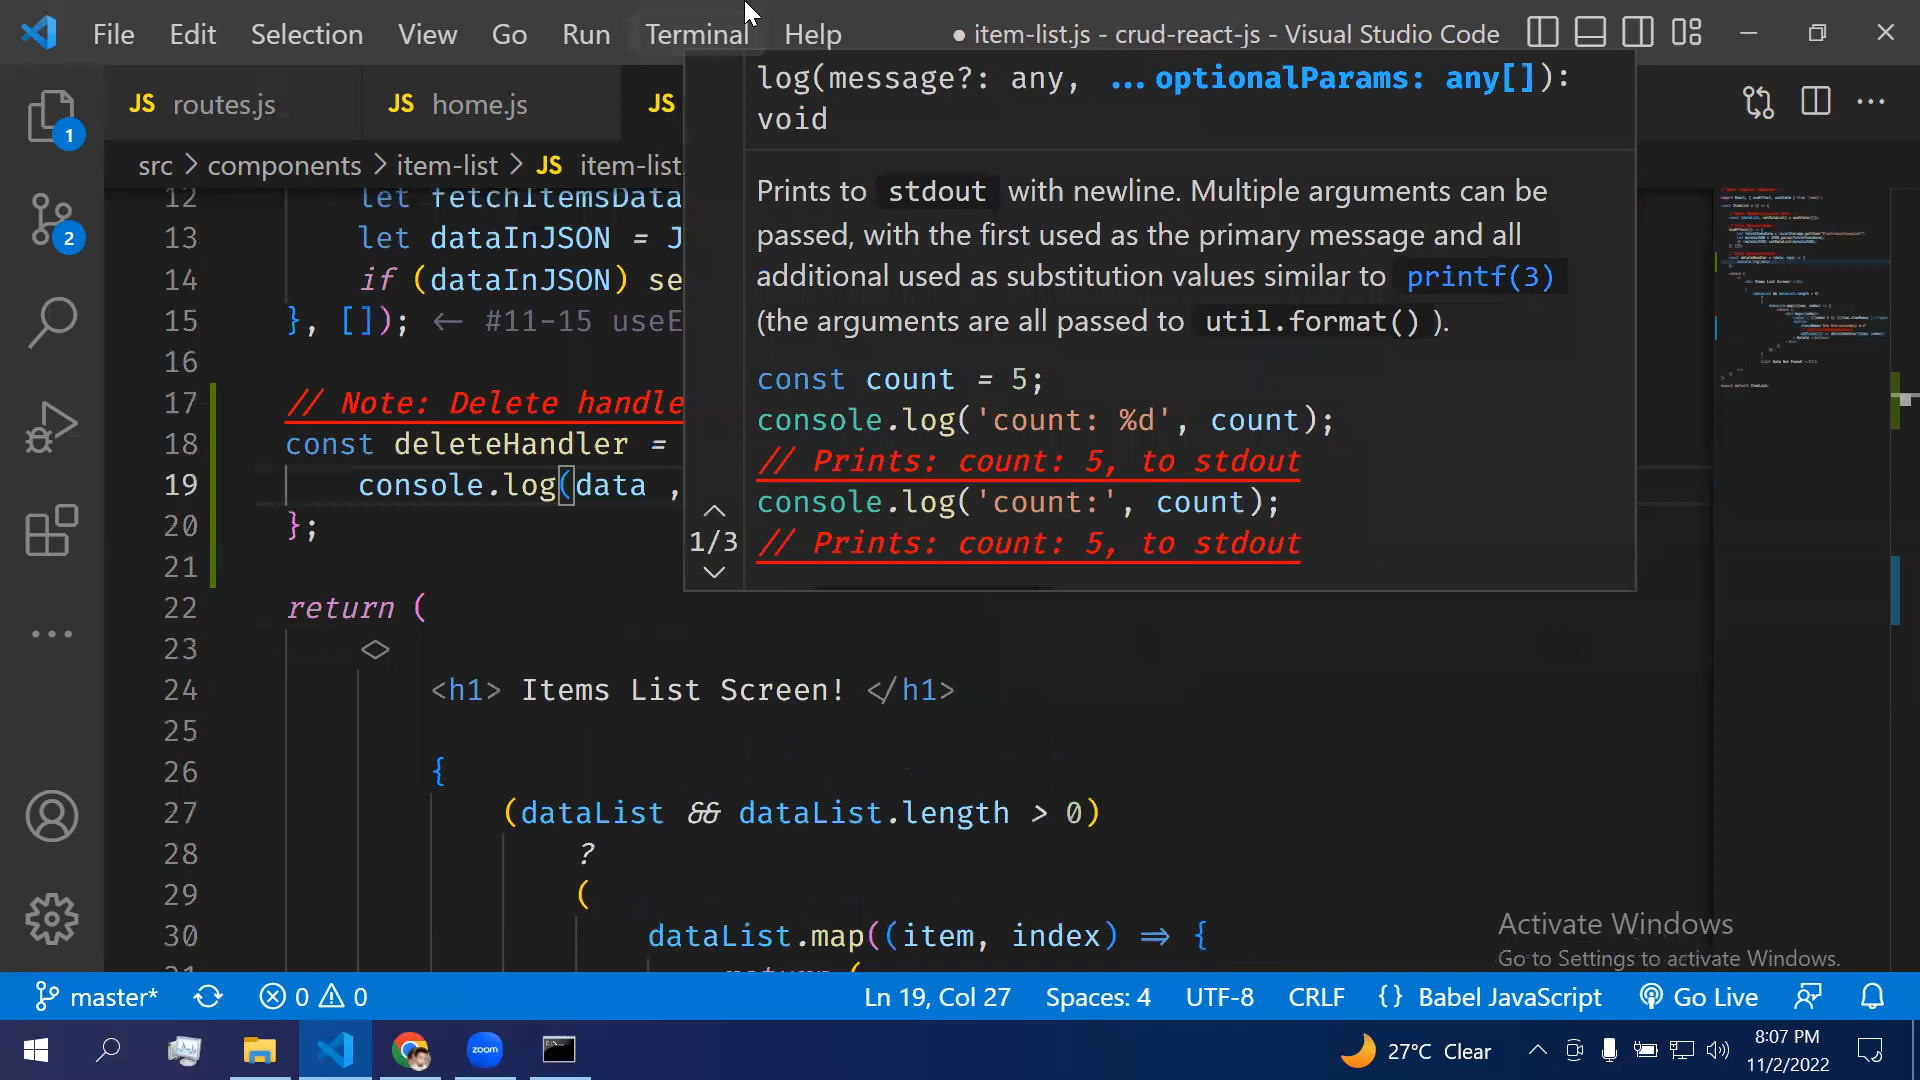 File Edit Selection View Go Run Terminal Help ● item-list.js - crud-react-js - Visual Studio Code
JS routes.js JS home.js JS
src > components > item-list > JS item-list.
1
2
12 let fetchItemsData
13 let dataInJSON = J
14 if (dataInJSON) se
15 }, []); <- #11-15 useE
16
17 // Note: Delete handle
18 const deleteHandler =
19 console.log(data ,
20 };
21
22 return (
23 <>
24 <h1> Items List Screen! </h1>
25
26 {
27 (dataList && dataList.length > 0)
28 ?
29 (
30 dataList.map((item, index) => {
31 return (
log(message?: any, ...optionalParams: any[]):
void
Prints to stdout with newline. Multiple arguments can be
passed, with the first used as the primary message and all
additional used as substitution values similar to printf(3)
(the arguments are all passed to util.format() ).
const count = 5;
console.log('count: %d', count);
// Prints: count: 5, to stdout
console.log('count:', count);
// Prints: count: 5, to stdout
1/3
Activate Windows
Go to Settings to activate Windows.
master* 0 0 Ln 19, Col 27 Spaces: 4 UTF-8 CRLF {} Babel JavaScript Go Live
zoom 27°C Clear 8:07 PM
11/2/2022